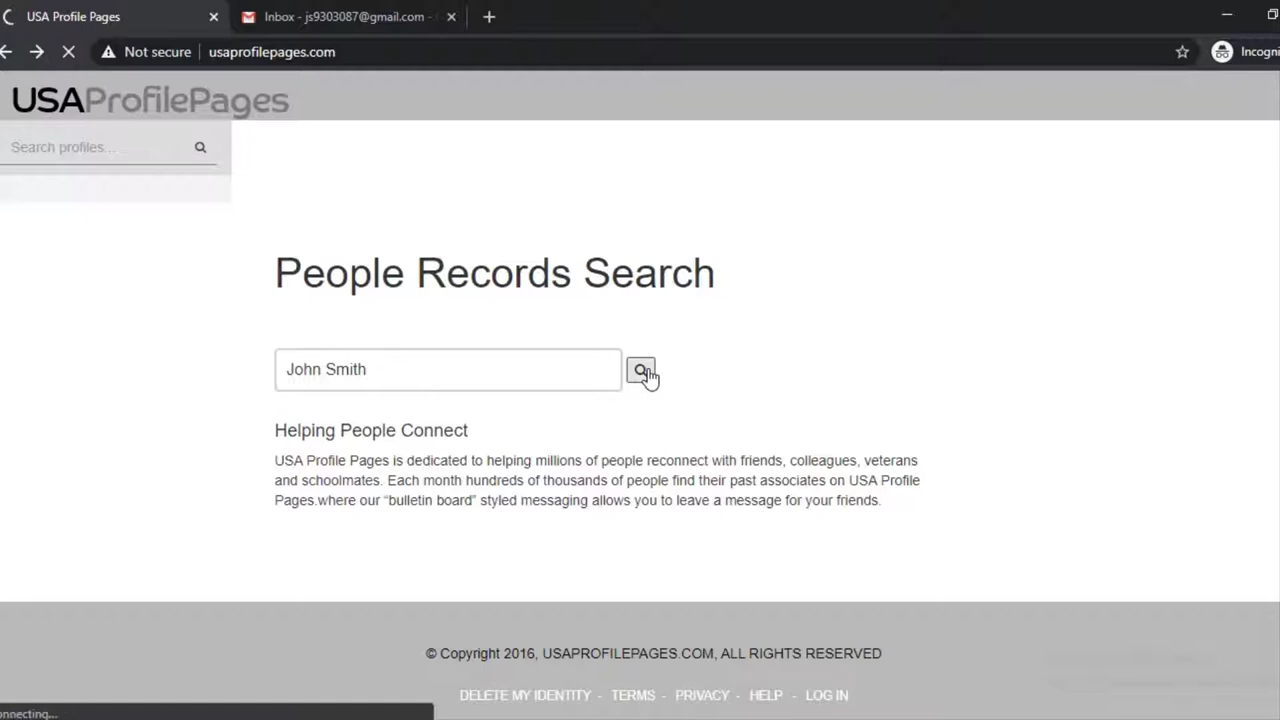 USA Profile Pages
Inbox - js9303087@gmail.com -
Not secure
usaprofilepages.com
USAProfilePages
Search profiles...
People Records Search
John Smith
Helping People Connect
USA Profile Pages is dedicated to helping millions of people reconnect with friends, colleagues, veterans
and schoolmates. Each month hundreds of thousands of people find their past associates on USA Profile
Pages.where our “bulletin board” styled messaging allows you to leave a message for your friends.
© Copyright 2016, USAPROFILEPAGES.COM, ALL RIGHTS RESERVED
DELETE MY IDENTITY - TERMS - PRIVACY - HELP - LOG IN
onnecting...
Incogni